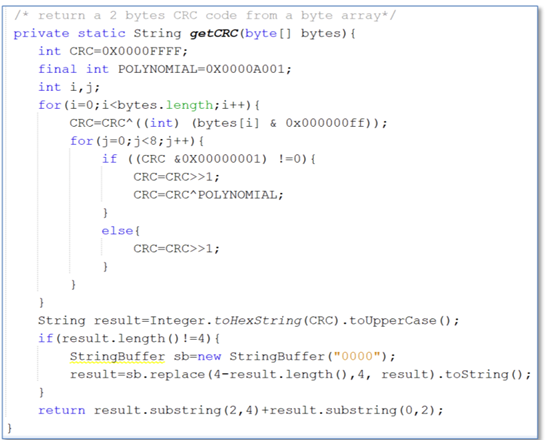 /* return a 2 bytes CRC code from a byte array*/
private static String getCRC(byte[] bytes){
int CRC=0X0000FFFF;
final int POLYNOMIAL=0X0000A001;
int i,j;
for(i=0;i<bytes.length;i++){
CRC=CRC^((int) (bytes[i] & 0x000000ff));
for(j=0;j<8;j++){
if ((CRC &0X00000001) !=0){
CRC=CRC>>1;
CRC=CRC^POLYNOMIAL;
}
else{
CRC=CRC>>1;
}
}
}
String result=Integer.toHexString(CRC).toUpperCase();
if(result.length()!=4){
StringBuffer sb=new StringBuffer("0000");
result=sb.replace(4-result.length(),4, result).toString();
}
return result.substring(2,4)+result.substring(0,2);
}